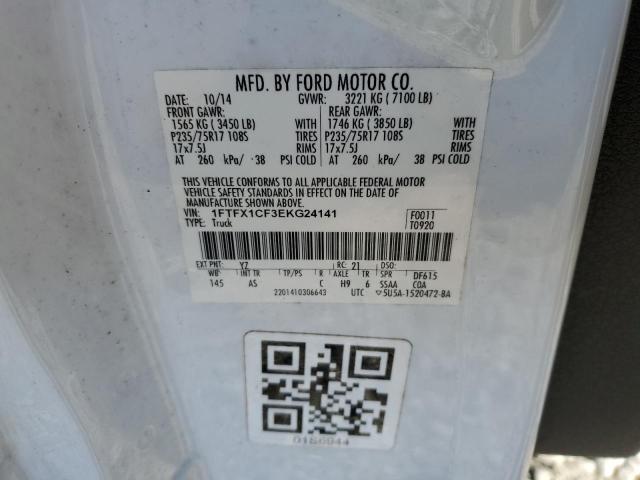 MFD. BY FORD MOTOR CO.
DATE: 10/14 GVWR: 3221 KG ( 7100 LB)
FRONT GAWR: REAR GAWR:
1565 KG ( 3450 LB) WITH 1746 KG ( 3850 LB) WITH
P235/75R17 108S TIRES P235/75R17 108S TIRES
17x7.5J RIMS 17x7.5J RIMS
AT 260 kPa/ 38 PSI COLD AT 260 kPa/ 38 PSI COLD
THIS VEHICLE CONFORMS TO ALL APPLICABLE FEDERAL MOTOR
VEHICLE SAFETY STANDARDS IN EFFECT ON THE DATE OF
MANUFACTURE SHOWN ABOVE.
VIN: 1FTFX1CF3EKG24141 F0011
TYPE: Truck T0920
EXT PNT: YZ RC: 21 DSO:
WB INT TR TP/PS R AXLE TR SPR DF615
145 AS C H9 6 SSAA CQA
2201410306643 UTC 5U5A-1520472-BA
0156944